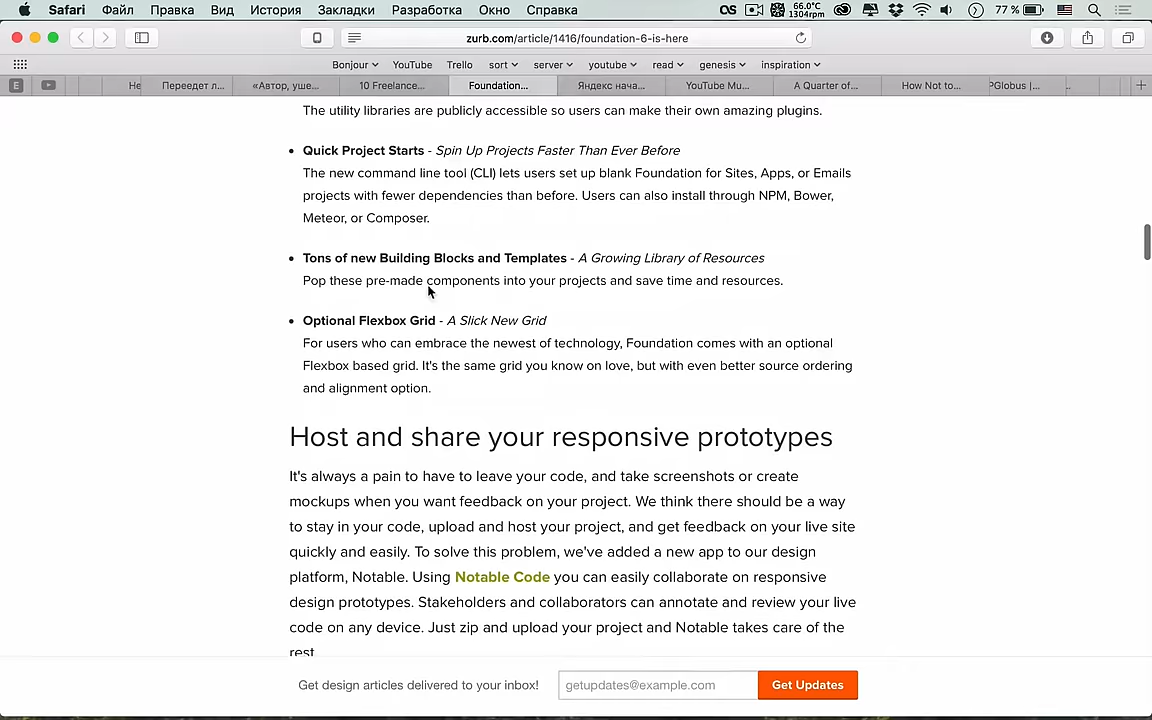 Safari Файл Правка Вид История Закладки Разработка Окно Справка 66.0°C 1304rpm 77 %
zurb.com/article/1416/foundation-6-is-here
Bonjour YouTube Trello sort server youtube read genesis inspiration
E Не Переедет л... «Автор, уше... 10 Freelance... Foundation... Яндекс нача... YouTube Mu... A Quarter of... How Not to... PGlobus |... ..
The utility libraries are publicly accessible so users can make their own amazing plugins.
• Quick Project Starts - Spin Up Projects Faster Than Ever Before
The new command line tool (CLI) lets users set up blank Foundation for Sites, Apps, or Emails
projects with fewer dependencies than before. Users can also install through NPM, Bower,
Meteor, or Composer.
• Tons of new Building Blocks and Templates - A Growing Library of Resources
Pop these pre-made components into your projects and save time and resources.
• Optional Flexbox Grid - A Slick New Grid
For users who can embrace the newest of technology, Foundation comes with an optional
Flexbox based grid. It's the same grid you know on love, but with even better source ordering
and alignment option.
Host and share your responsive prototypes
It's always a pain to have to leave your code, and take screenshots or create
mockups when you want feedback on your project. We think there should be a way
to stay in your code, upload and host your project, and get feedback on your live site
quickly and easily. To solve this problem, we've added a new app to our design
platform, Notable. Using Notable Code you can easily collaborate on responsive
design prototypes. Stakeholders and collaborators can annotate and review your live
code on any device. Just zip and upload your project and Notable takes care of the
rest
Get design articles delivered to your inbox! getupdates@example.com Get Updates